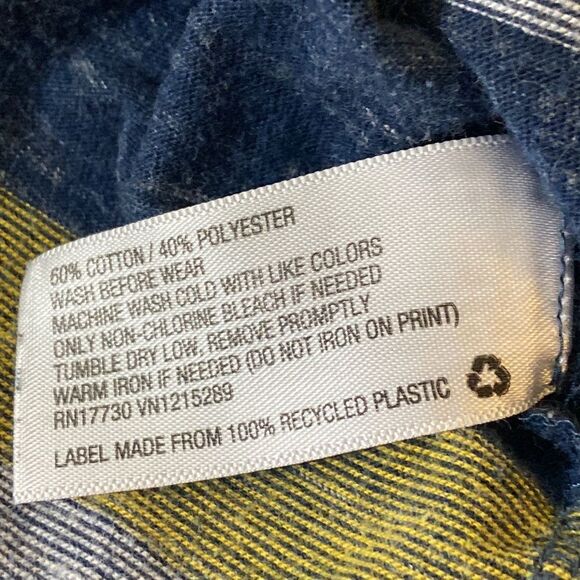 60% COTTON / 40% POLYESTER
WASH BEFORE WEAR
MACHINE WASH COLD WITH LIKE COLORS
ONLY NON-CHLORINE BLEACH IF NEEDED
TUMBLE DRY LOW, REMOVE PROMPTLY
WARM IRON IF NEEDED (DO NOT IRON ON PRINT)
RN17730 VN1215289
LABEL MADE FROM 100% RECYCLED PLASTIC